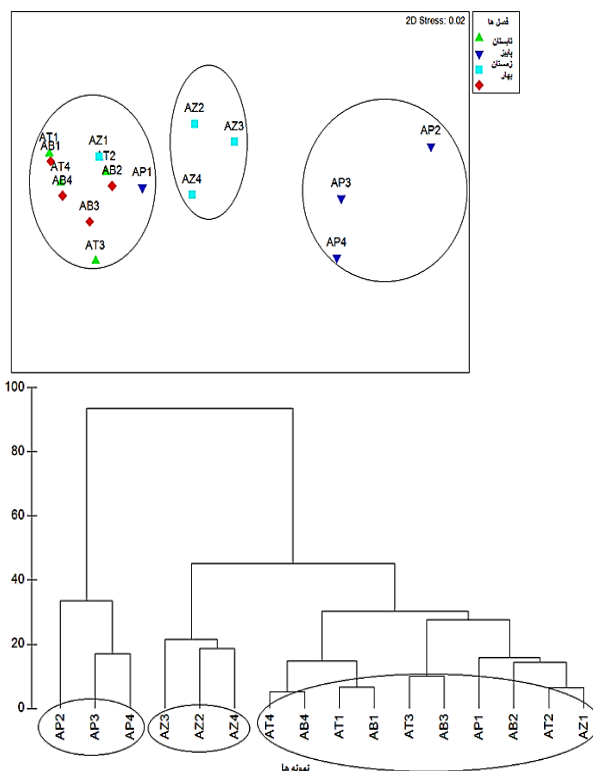 2D Stress: 0.02
فصل ها
تابستان
پاییز
زمستان
بهار
AP2
AZ2
AZ3
AT1
AB1
AZ1
AT4
AT2
AB4
AB2
AP1
AP3
AZ4
AB3
AT3
AP4
100
80
60
40
20
0
AP2
AP3
AP4
AZ3
AZ2
AZ4
AT4
AB4
AT1
AB1
AT3
AB3
AP1
AB2
AT2
AZ1
نمونه ها